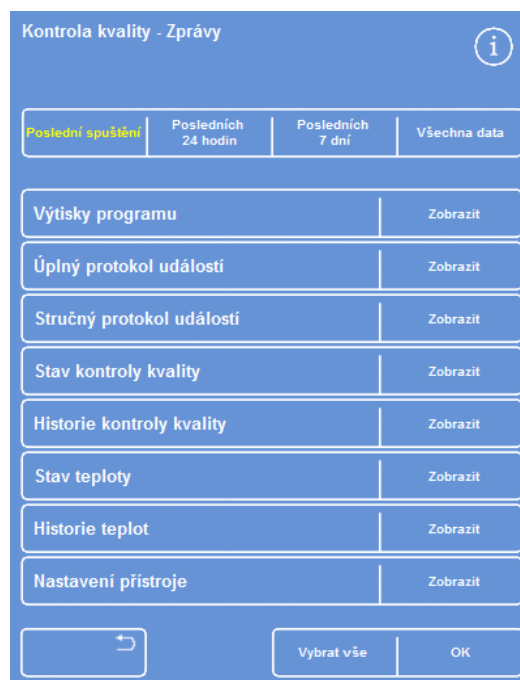 Kontrola kvality - Zprávy
i
Poslední spuštění
Posledních
24 hodin
Posledních
7 dní
Všechna data
Výtisky programu
Zobrazit
Úplný protokol událostí
Zobrazit
Stručný protokol událostí
Zobrazit
Stav kontroly kvality
Zobrazit
Historie kontroly kvality
Zobrazit
Stav teploty
Zobrazit
Historie teplot
Zobrazit
Nastavení přístroje
Zobrazit
Vybrat vše
OK